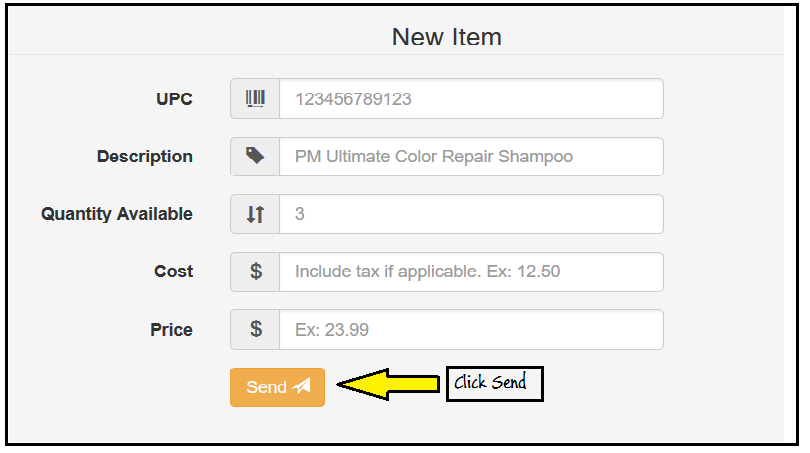 New Item
UPC 123456789123
Description PM Ultimate Color Repair Shampoo
Quantity Available 3
Cost $ Include tax if applicable. Ex: 12.50
Price $ Ex: 23.99
Send Click Send